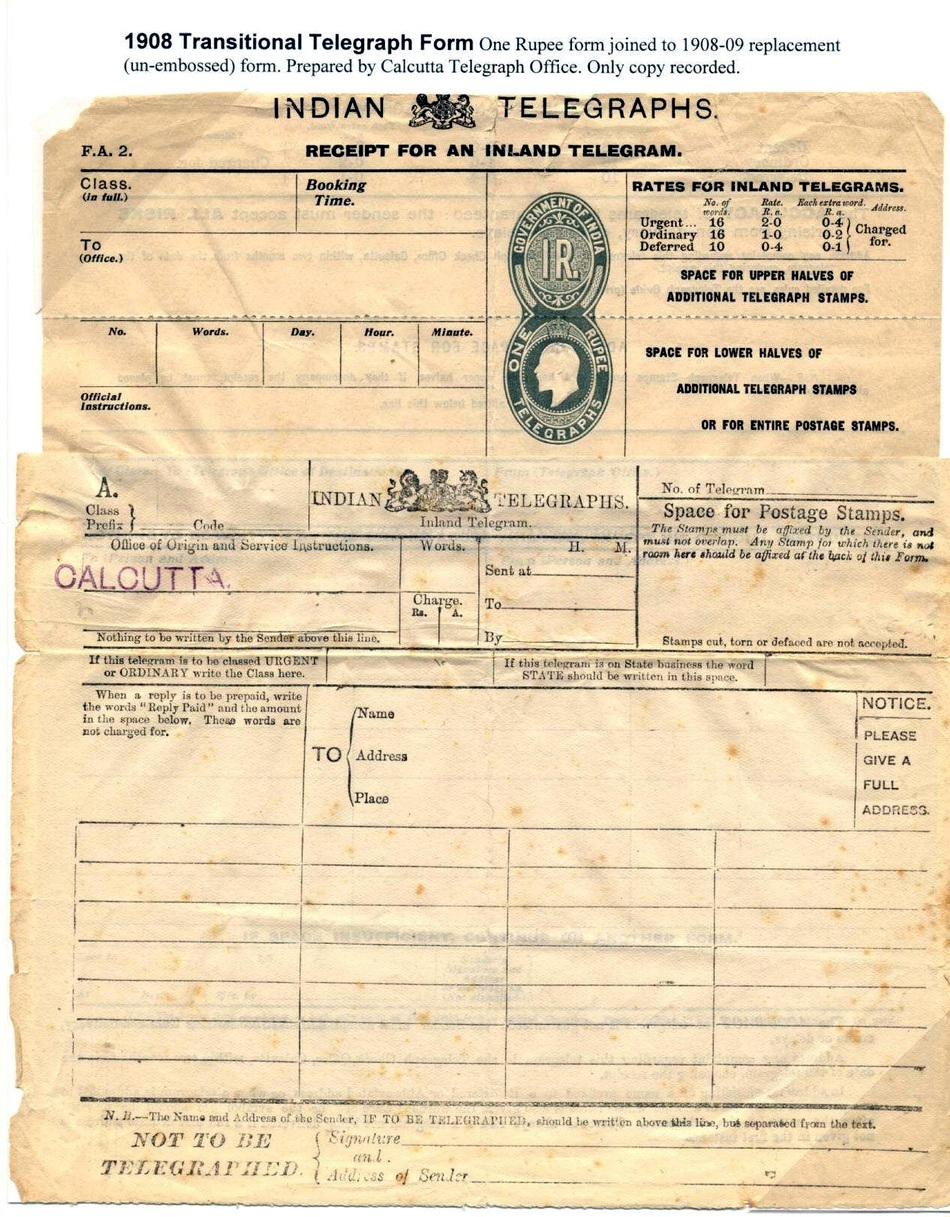 1908 Transitional Telegraph Form One Rupee form joined to 1908-09 replacement
(un-embossed) form. Prepared by Calcutta Telegraph Office. Only copy recorded.
INDIAN TELEGRAPHS.
F.A. 2. RECEIPT FOR AN INLAND TELEGRAM.
Class.
(in full.)
Booking
Time.
To
(Office.)
GOVERNMENT OF INDIA
1R.
ONE RUPEE
TELEGRAPHS
RATES FOR INLAND TELEGRAMS.
No. of words. Rate. R. a. Each extra word. R. a. Address.
Urgent... 16 2-0 0-4
Ordinary 16 1-0 0-2
Deferred 10 0-4 0-1
Charged
for.
SPACE FOR UPPER HALVES OF
ADDITIONAL TELEGRAPH STAMPS.
No. Words. Day. Hour. Minute.
SPACE FOR LOWER HALVES OF
ADDITIONAL TELEGRAPH STAMPS
OR FOR ENTIRE POSTAGE STAMPS.
Official
Instructions.
A.
Class
Prefix Code
INDIAN TELEGRAPHS.
Inland Telegram.
No. of Telegram
Space for Postage Stamps.
The Stamps must be affixed by the Sender, and
must not overlap. Any Stamp for which there is not
room here should be affixed at the back of this Form.
Office of Origin and Service Instructions.
CALCUTTA.
Words.
H. M.
Sent at
Charge.
Rs. A.
To
By
Nothing to be written by the Sender above this line.
Stamps cut, torn or defaced are not accepted.
If this telegram is to be classed URGENT
or ORDINARY write the Class here.
If this telegram is on State business the word
STATE should be written in this space.
When a reply is to be prepaid, write
the words "Reply Paid" and the amount
in the space below. These words are
not charged for.
TO
Name
Address
Place
NOTICE.
PLEASE
GIVE A
FULL
ADDRESS.
N. B.—The Name and Address of the Sender, IF TO BE TELEGRAPHED, should be written above this line, but separated from the text.
NOT TO BE
TELEGRAPHED.
Signature
and
Address of Sender